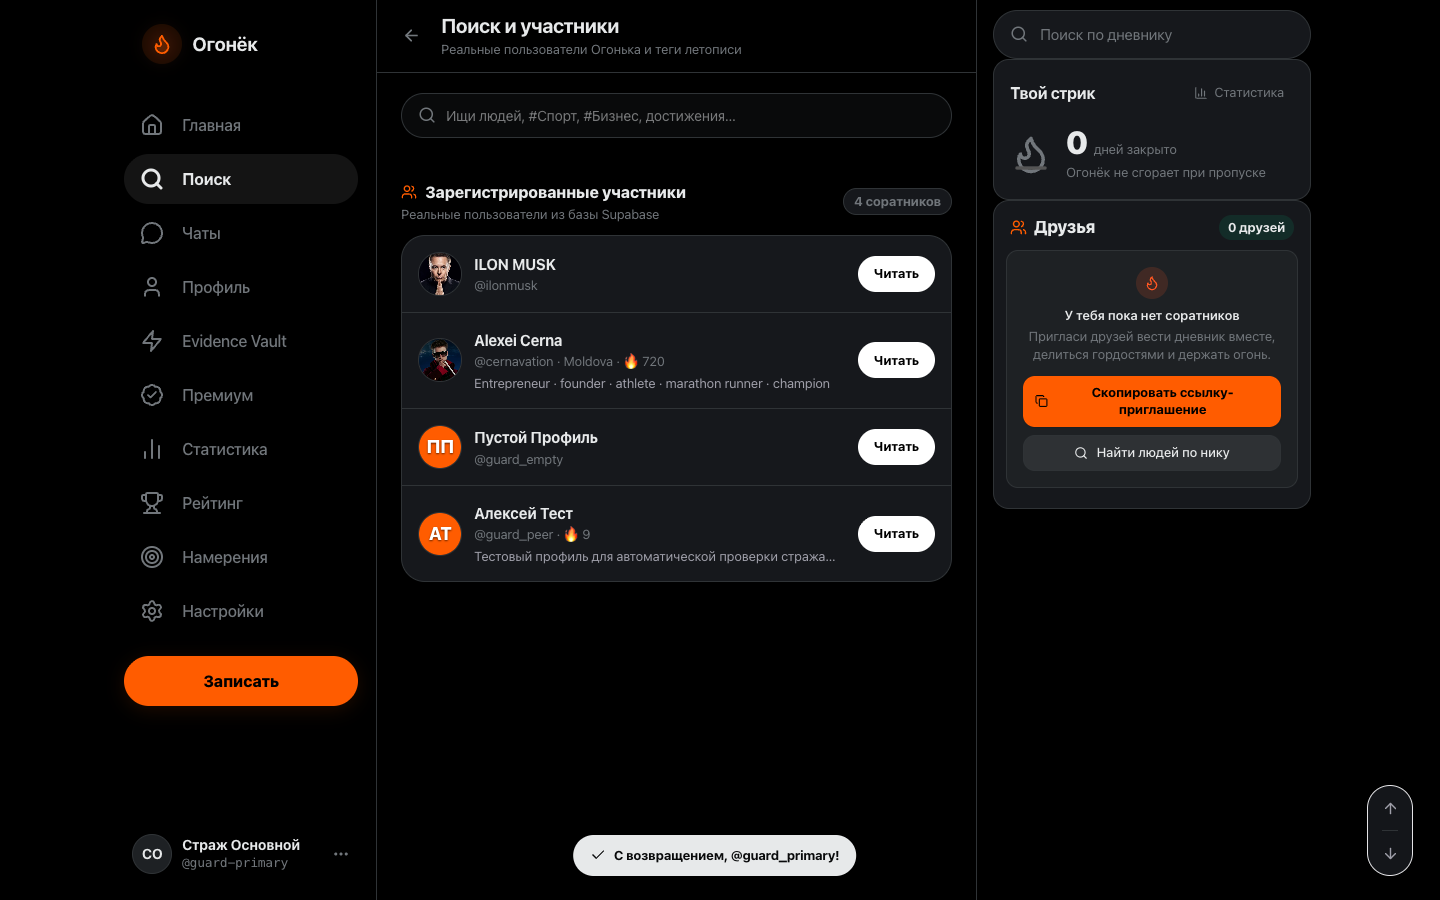 Огонёк
Главная
Поиск
Чаты
Профиль
Evidence Vault
Премиум
Статистика
Рейтинг
Намерения
Настройки
Записать
СО
Страж Основной
@guard-primary
Поиск и участники
Реальные пользователи Огонька и теги летописи
Ищи людей, #Спорт, #Бизнес, достижения...
Зарегистрированные участники
Реальные пользователи из базы Supabase
4 соратников
ILON MUSK
@ilonmusk
Читать
Alexei Cerna
@cernavation · Moldova · 🔥 720
Entrepreneur · founder · athlete · marathon runner · champion
Читать
ПП
Пустой Профиль
@guard_empty
Читать
АТ
Алексей Тест
@guard_peer · 🔥 9
Тестовый профиль для автоматической проверки стража...
Читать
С возвращением, @guard_primary!
Поиск по дневнику
Твой стрик
Статистика
0 дней закрыто
Огонёк не сгорает при пропуске
Друзья
0 друзей
У тебя пока нет соратников
Пригласи друзей вести дневник вместе,
делиться гордостями и держать огонь.
Скопировать ссылку-
приглашение
Найти людей по нику